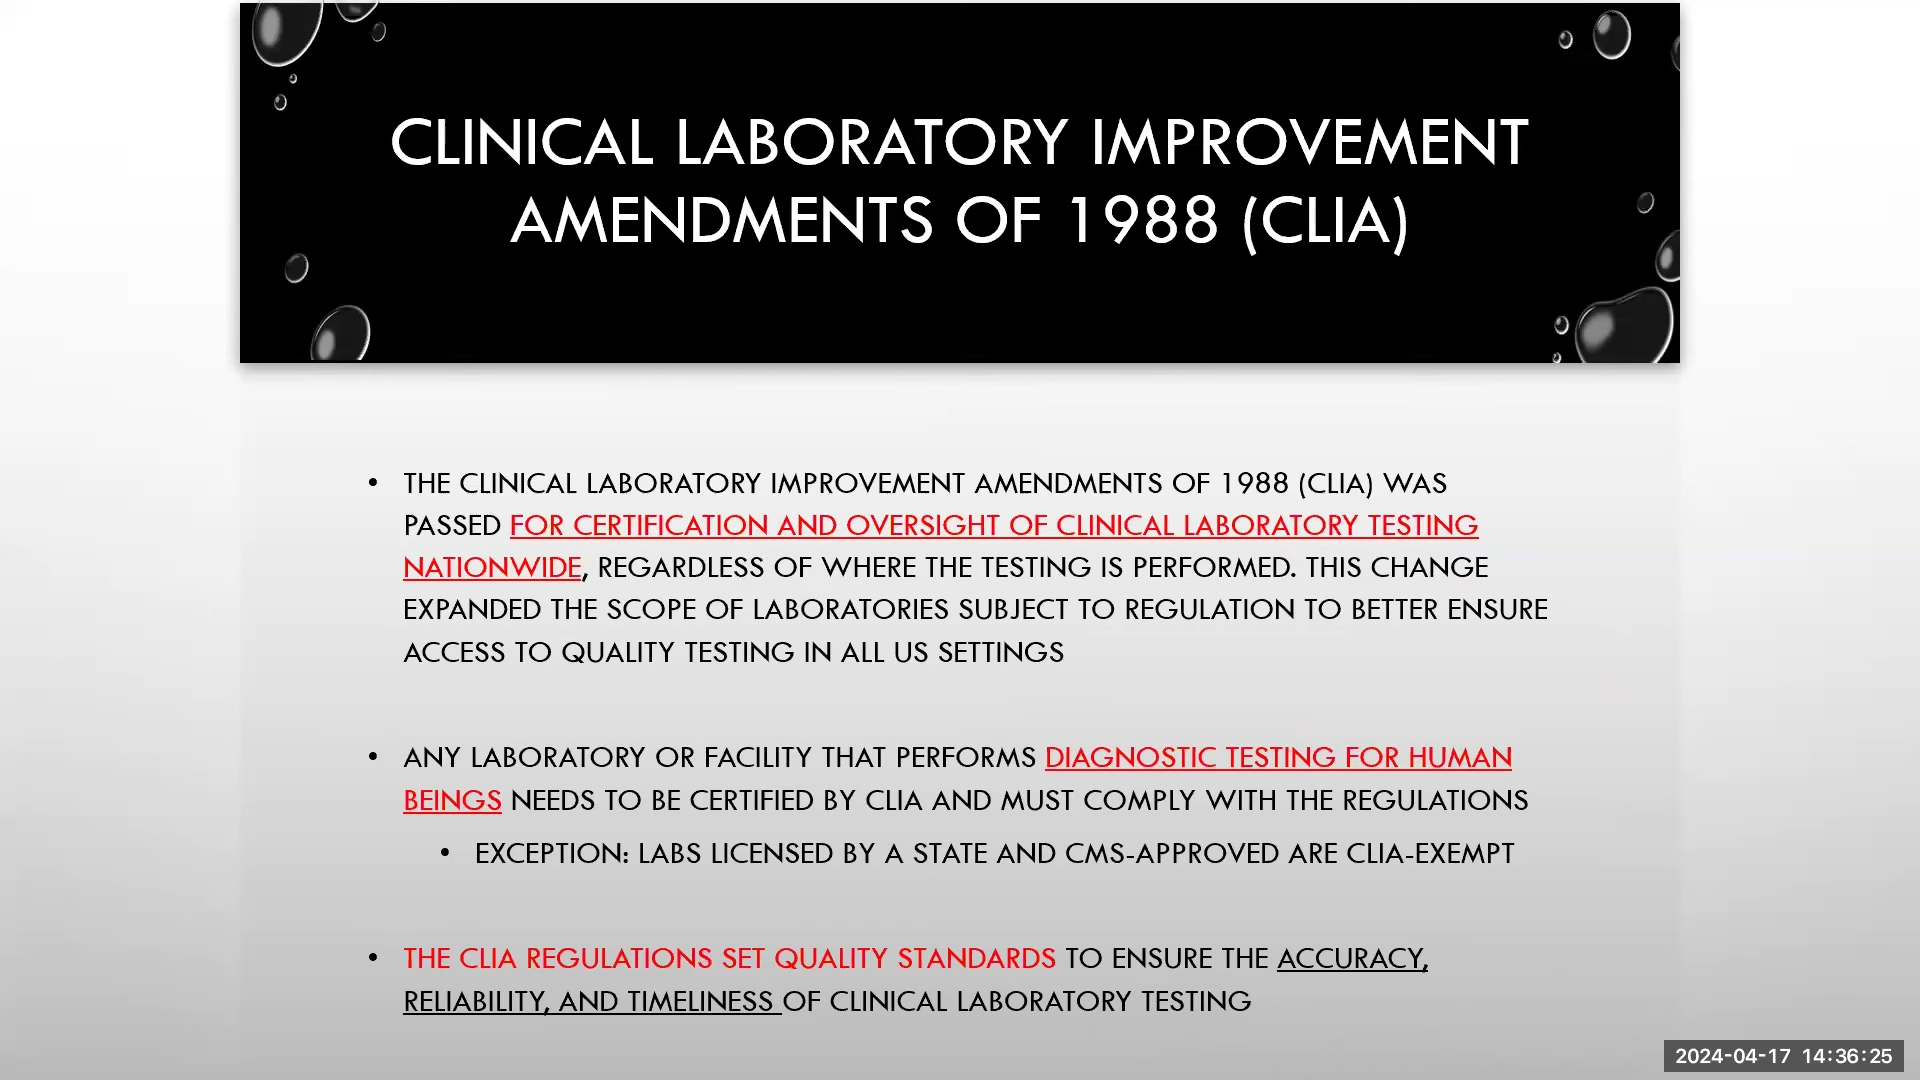 CLINICAL LABORATORY IMPROVEMENT
AMENDMENTS OF 1988 (CLIA)
• THE CLINICAL LABORATORY IMPROVEMENT AMENDMENTS OF 1988 (CLIA) WAS
PASSED FOR CERTIFICATION AND OVERSIGHT OF CLINICAL LABORATORY TESTING
NATIONWIDE, REGARDLESS OF WHERE THE TESTING IS PERFORMED. THIS CHANGE
EXPANDED THE SCOPE OF LABORATORIES SUBJECT TO REGULATION TO BETTER ENSURE
ACCESS TO QUALITY TESTING IN ALL US SETTINGS
• ANY LABORATORY OR FACILITY THAT PERFORMS DIAGNOSTIC TESTING FOR HUMAN
BEINGS NEEDS TO BE CERTIFIED BY CLIA AND MUST COMPLY WITH THE REGULATIONS
• EXCEPTION: LABS LICENSED BY A STATE AND CMS-APPROVED ARE CLIA-EXEMPT
• THE CLIA REGULATIONS SET QUALITY STANDARDS TO ENSURE THE ACCURACY,
RELIABILITY, AND TIMELINESS OF CLINICAL LABORATORY TESTING
2024-04-17 14:36:25